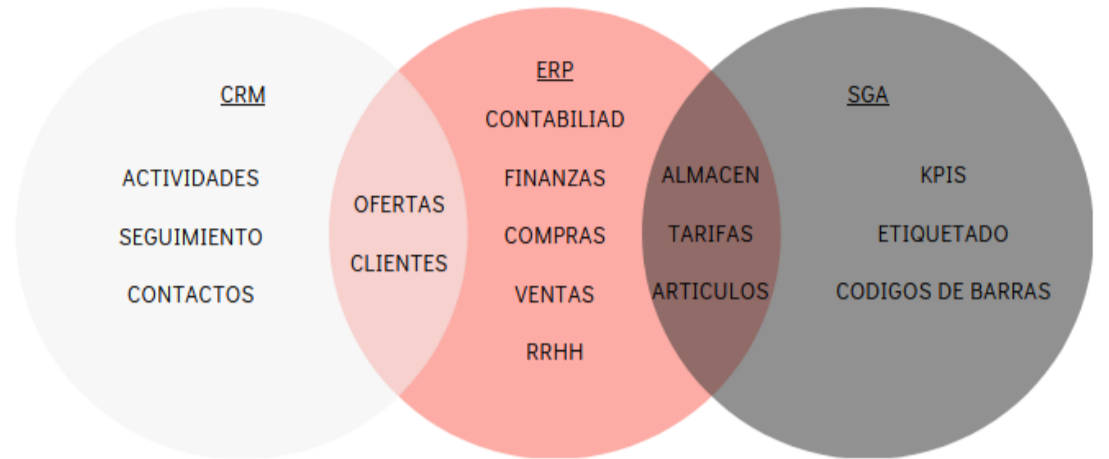 CRM
ACTIVIDADES
SEGUIMIENTO
CONTACTOS
OFERTAS
CLIENTES
ERP
CONTABILIAD
FINANZAS
COMPRAS
VENTAS
RRHH
ALMACEN
TARIFAS
ARTICULOS
SGA
KPIS
ETIQUETADO
CODIGOS DE BARRAS